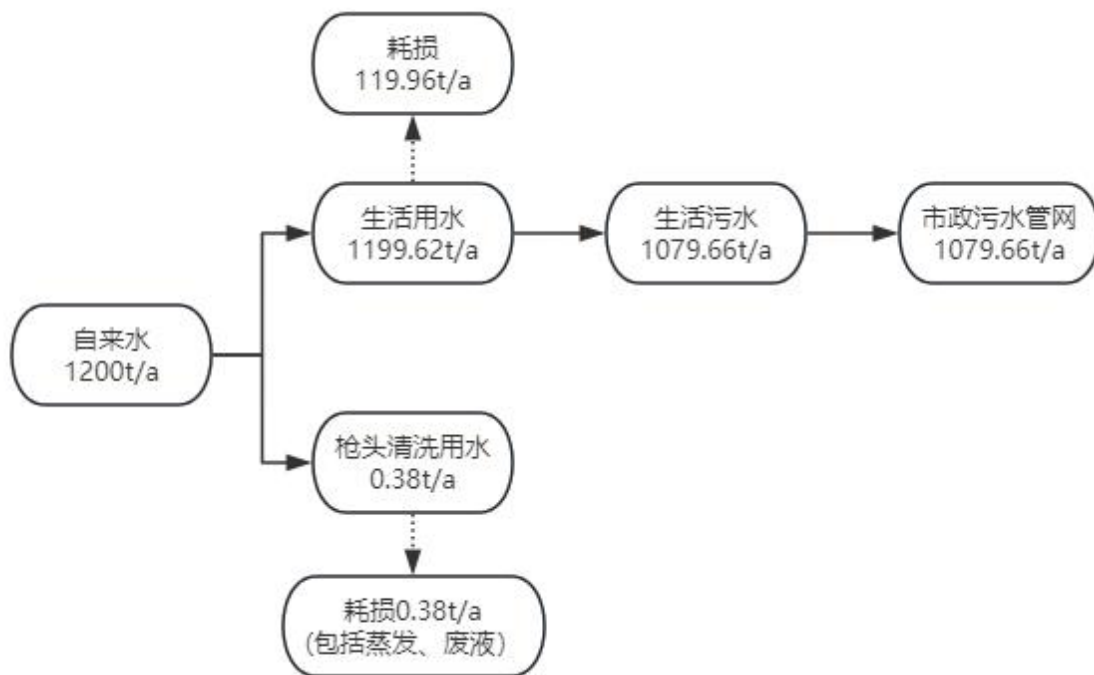 耗损
119.96t/a
生活用水
1199.62t/a
生活污水
1079.66t/a
市政污水管网
1079.66t/a
自来水
1200t/a
枪头清洗用水
0.38t/a
耗损0.38t/a
(包括蒸发、废液）